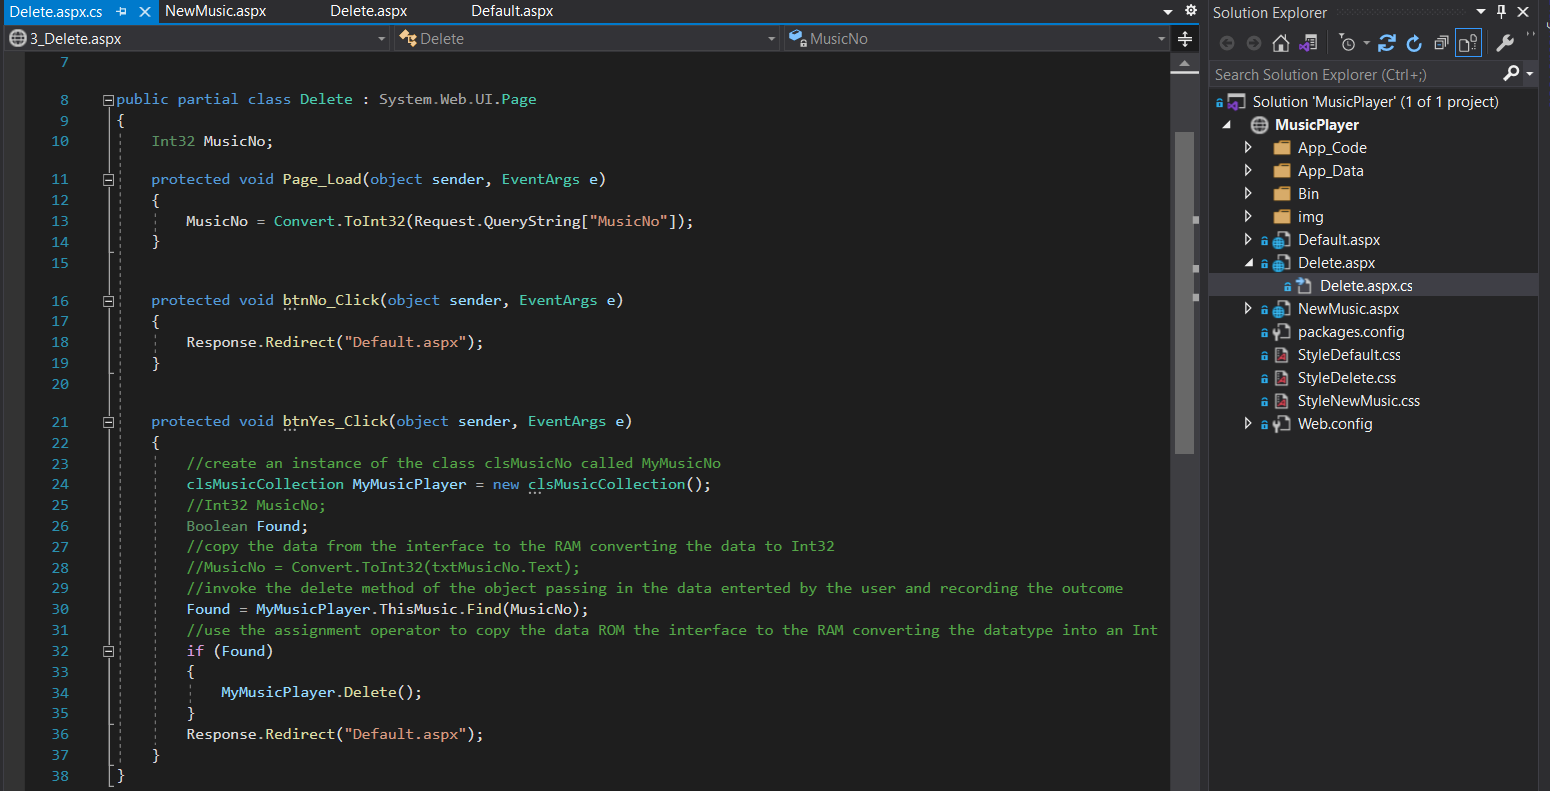 Delete.aspx.cs NewMusic.aspx Delete.aspx Default.aspx
3_Delete.aspx Delete MusicNo
7
8 public partial class Delete : System.Web.UI.Page
9 {
10 Int32 MusicNo;
11 protected void Page_Load(object sender, EventArgs e)
12 {
13 MusicNo = Convert.ToInt32(Request.QueryString["MusicNo"]);
14 }
15
16 protected void btnNo_Click(object sender, EventArgs e)
17 {
18 Response.Redirect("Default.aspx");
19 }
20
21 protected void btnYes_Click(object sender, EventArgs e)
22 {
23 //create an instance of the class clsMusicNo called MyMusicNo
24 clsMusicCollection MyMusicPlayer = new clsMusicCollection();
25 //Int32 MusicNo;
26 Boolean Found;
27 //copy the data from the interface to the RAM converting the data to Int32
28 //MusicNo = Convert.ToInt32(txtMusicNo.Text);
29 //invoke the delete method of the object passing in the data enterted by the user and recording the outcome
30 Found = MyMusicPlayer.ThisMusic.Find(MusicNo);
31 //use the assignment operator to copy the data ROM the interface to the RAM converting the datatype into an Int
32 if (Found)
33 {
34 MyMusicPlayer.Delete();
35 }
36 Response.Redirect("Default.aspx");
37 }
38 }
Solution Explorer
Search Solution Explorer (Ctrl+;)
Solution 'MusicPlayer' (1 of 1 project)
MusicPlayer
App_Code
App_Data
Bin
img
Default.aspx
Delete.aspx
Delete.aspx.cs
NewMusic.aspx
packages.config
StyleDefault.css
StyleDelete.css
StyleNewMusic.css
Web.config